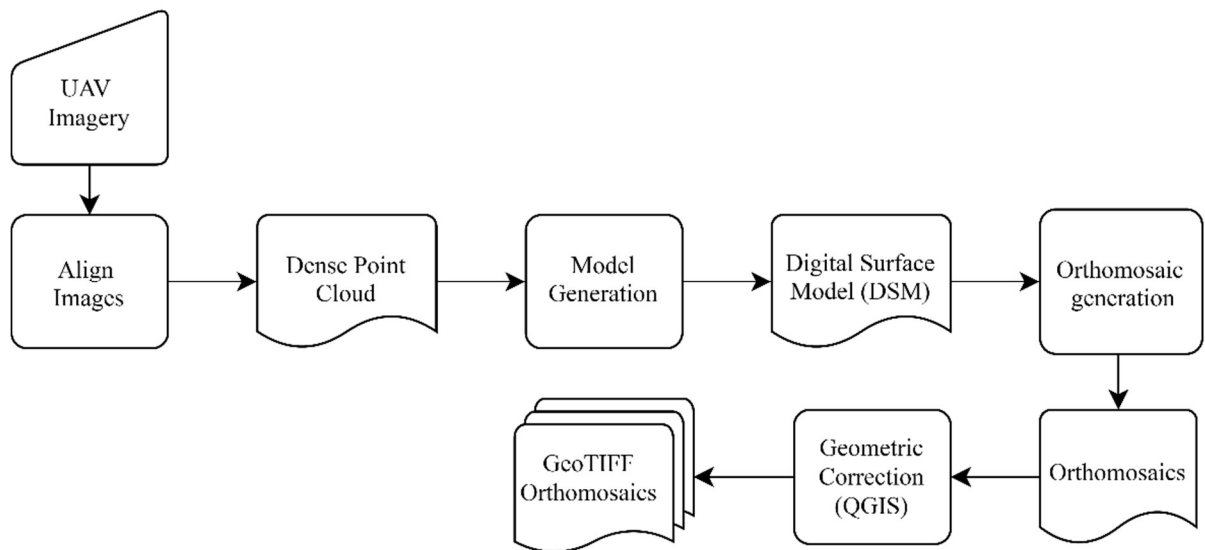 UAV
Imagery
Align
Images
Dense Point
Cloud
Model
Generation
Digital Surface
Model (DSM)
Orthomosaic
generation
Orthomosaics
Geometric
Correction
(QGIS)
GeoTIFF
Orthomosaics